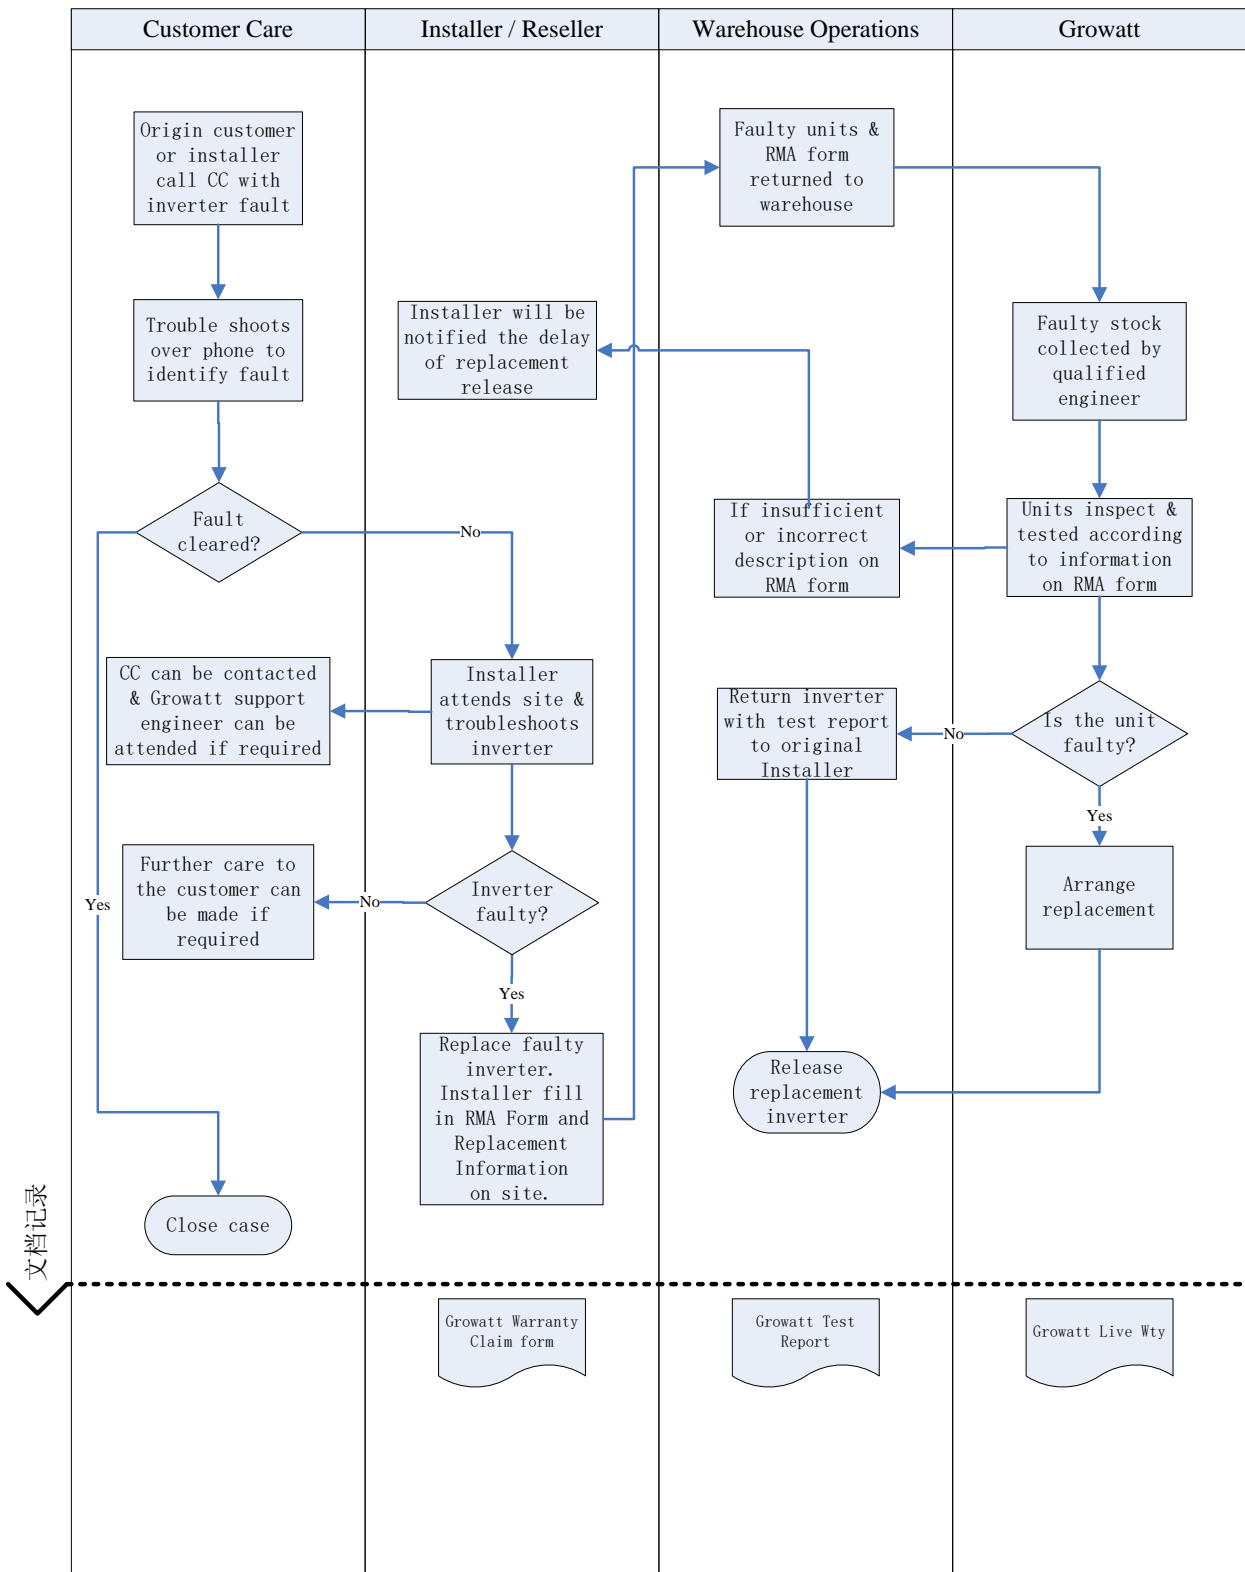 Customer Care
Installer / Reseller
Warehouse Operations
Growatt
Origin customer
or installer
call CC with
inverter fault
Trouble shoots
over phone to
identify fault
Fault
cleared?
No
Yes
CC can be contacted
& Growatt support
engineer can be
attended if required
Further care to
the customer can
be made if
required
Close case
Installer will be
notified the delay
of replacement
release
Installer
attends site &
troubleshoots
inverter
Inverter
faulty?
No
Yes
Replace faulty
inverter.
Installer fill
in RMA Form and
Replacement
Information
on site.
Faulty units &
RMA form
returned to
warehouse
If insufficient
or incorrect
description on
RMA form
Return inverter
with test report
to original
Installer
Release
replacement
inverter
Faulty stock
collected by
qualified
engineer
Units inspect &
tested according
to information
on RMA form
Is the unit
faulty?
No
Yes
Arrange
replacement
文档记录
Growatt Warranty
Claim form
Growatt Test
Report
Growatt Live Wty